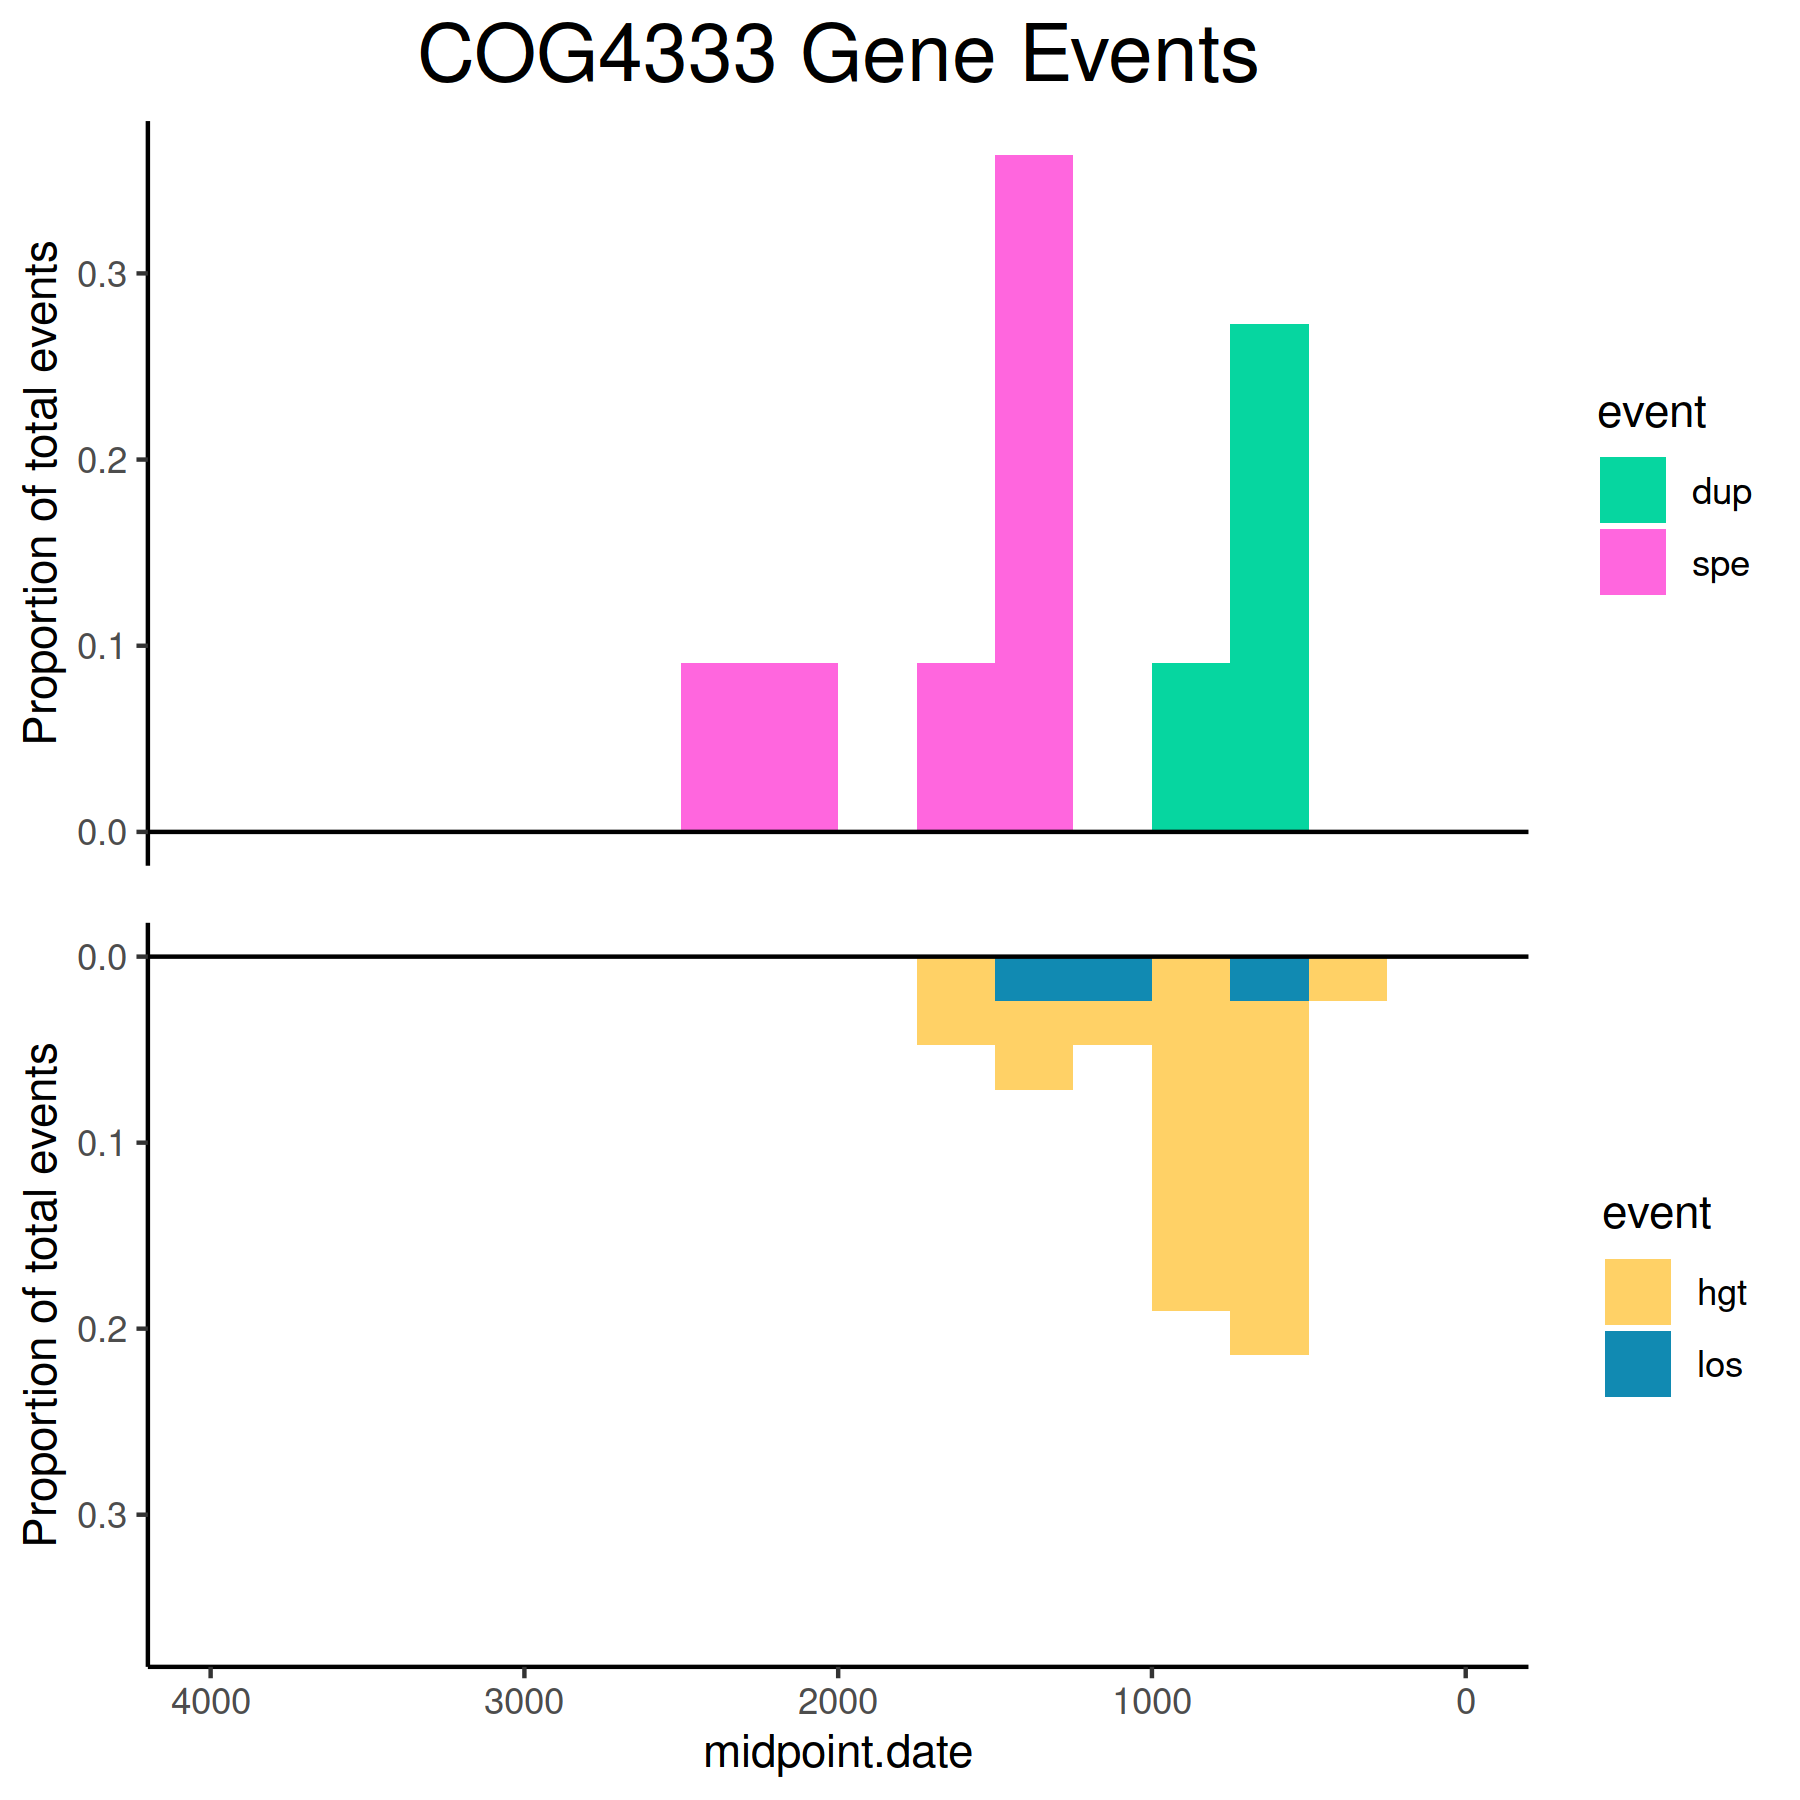 COG4333 Gene Events
Proportion of total events
0.3
0.2
0.1
0.0
event
dup
spe
Proportion of total events
0.0
0.1
0.2
0.3
event
hgt
los
4000 3000 2000 1000 0
midpoint.date